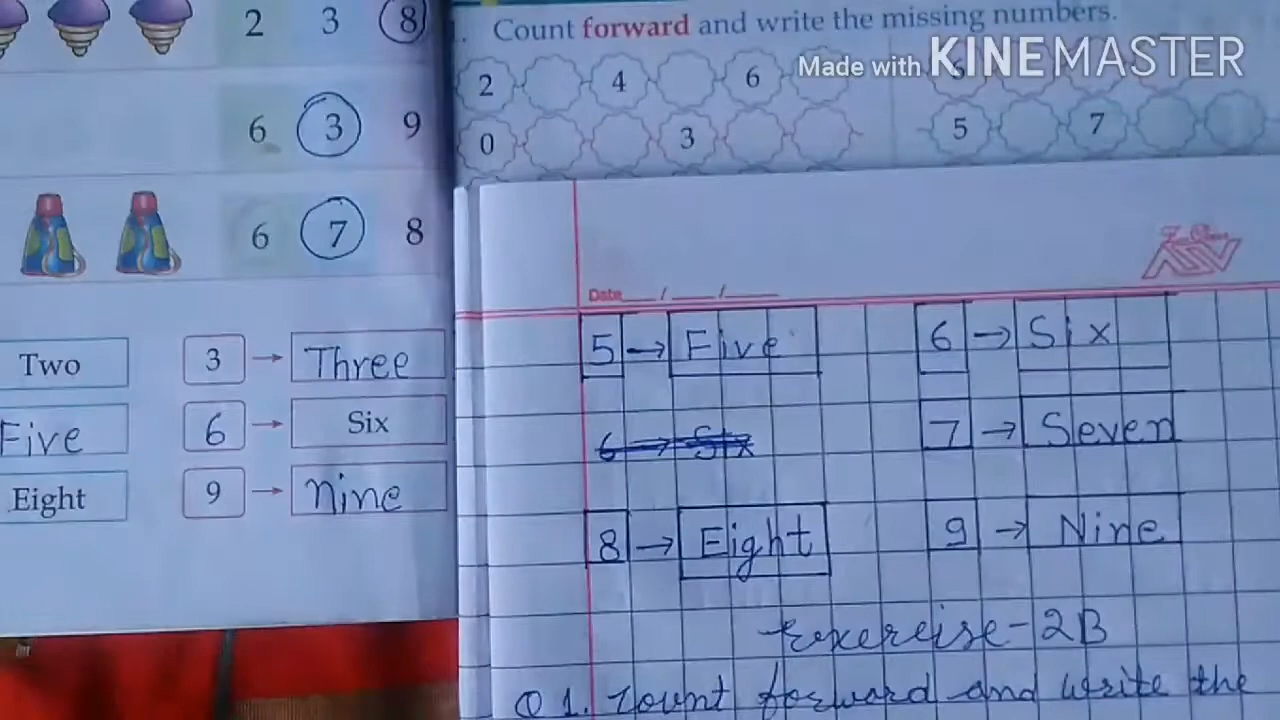 2 3 8
6 3 9
6 7 8
Two 3 → Three
Five 6 → Six
Eight 9 → nine
Count forward and write the missing numbers.
Made with KINEMASTER
2 4 6
0 3 5 7
Date
5 → Five 6 → Six
6 → Six 7 → Seven
8 → Eight 9 → Nine
Exercise-2B
Q 1. Count forward and write the